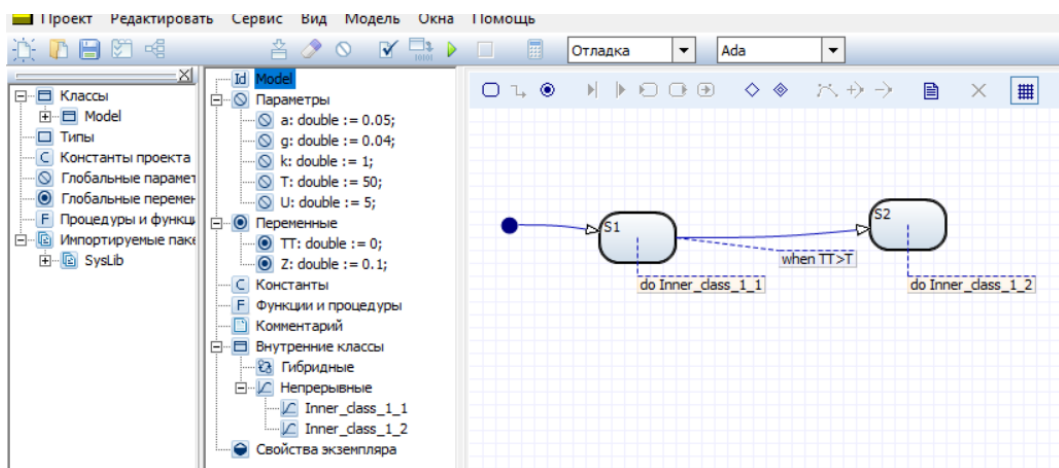 Проект Редактировать Сервис Вид Модель Окна Помощь
Отладка Ada
Классы
Model
Типы
Константы проекта
Глобальные парамет
Глобальные перемен
Процедуры и функци
Импортируемые паке
SysLib
Id Model
Параметры
a: double := 0.05;
g: double := 0.04;
k: double := 1;
T: double := 50;
U: double := 5;
Переменные
TT: double := 0;
Z: double := 0.1;
C Константы
F Функции и процедуры
Комментарий
Внутренние классы
Гибридные
Непрерывные
Inner_class_1_1
Inner_class_1_2
Свойства экземпляра
S1
when TT>T
do Inner_class_1_1
S2
do Inner_class_1_2